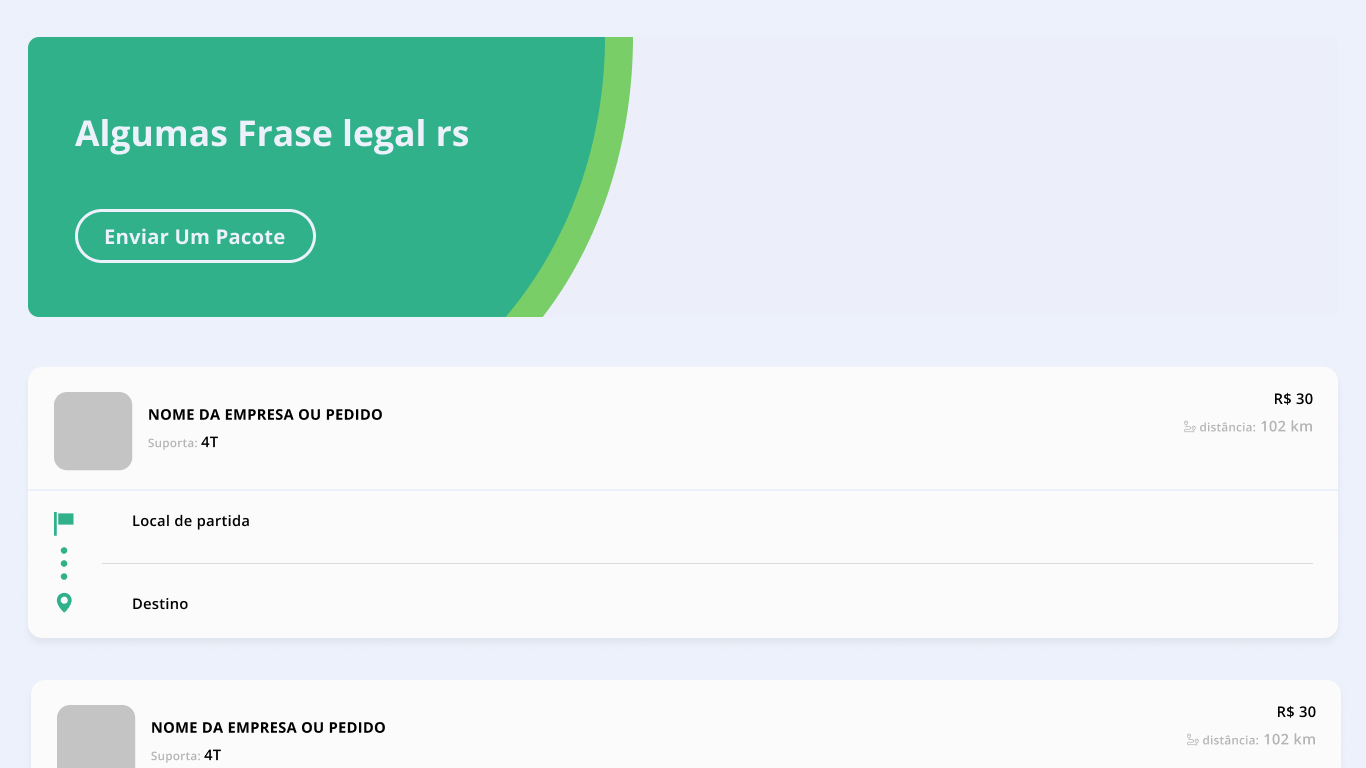 Algumas Frase legal rs
Enviar Um Pacote
NOME DA EMPRESA OU PEDIDO
Suporta: 4T
R$ 30
distância: 102 km
Local de partida
Destino
NOME DA EMPRESA OU PEDIDO
Suporta: 4T
R$ 30
distância: 102 km